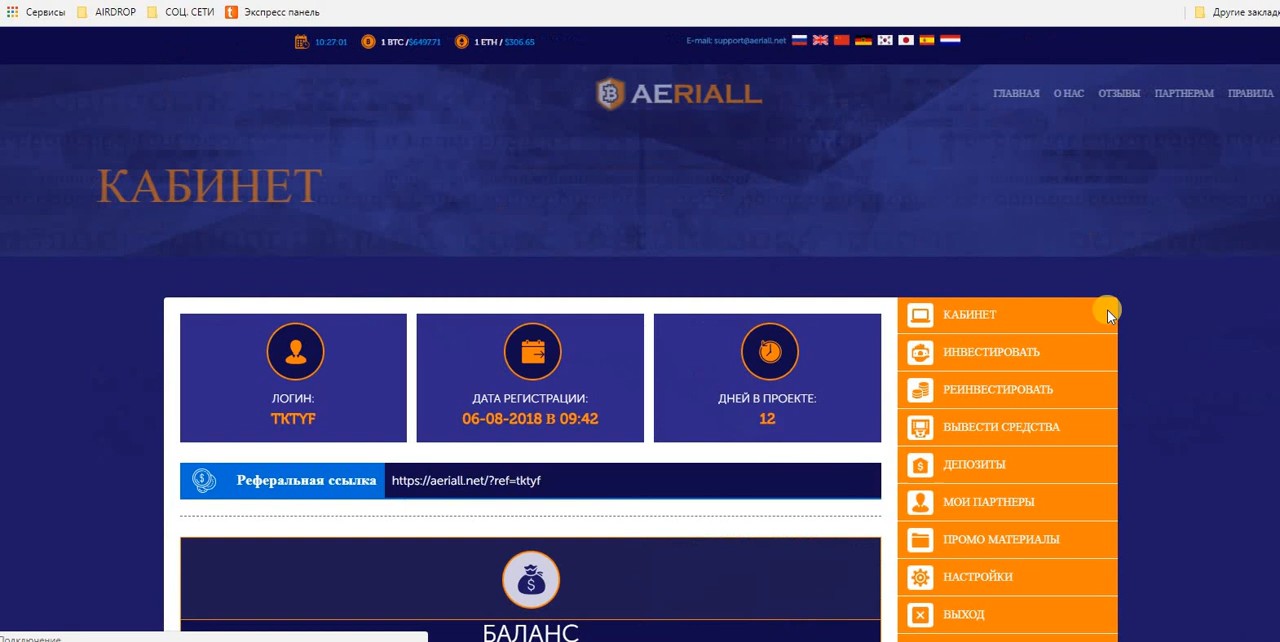 Сервисы AIRDROP СОЦ. СЕТИ Экспресс панель Другие заклад
10:27:01 1 BTC /$6497.71 1 ETH / $306.65 E-mail: support@aeriall.net
AERIALL
ГЛАВНАЯ О НАС ОТЗЫВЫ ПАРТНЕРАМ ПРАВИЛА
КАБИНЕТ
ЛОГИН:
TKTYF
ДАТА РЕГИСТРАЦИИ:
06-08-2018 В 09:42
ДНЕЙ В ПРОЕКТЕ:
12
Реферальная ссылка https://aeriall.net/?ref=tktyf
БАЛАНС
КАБИНЕТ
ИНВЕСТИРОВАТЬ
РЕИНВЕСТИРОВАТЬ
ВЫВЕСТИ СРЕДСТВА
ДЕПОЗИТЫ
МОИ ПАРТНЕРЫ
ПРОМО МАТЕРИАЛЫ
НАСТРОЙКИ
ВЫХОД